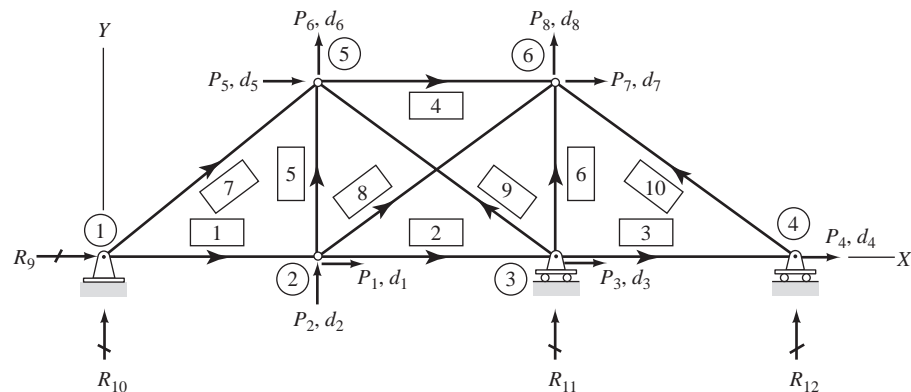 P6, d6
P8, d8
Y
5
6
P5, d5
P7, d7
4
5
6
7
8
9
10
1
1
2
3
4
P4, d4
R9
X
2
P1, d1
3
P3, d3
P2, d2
R10
R11
R12